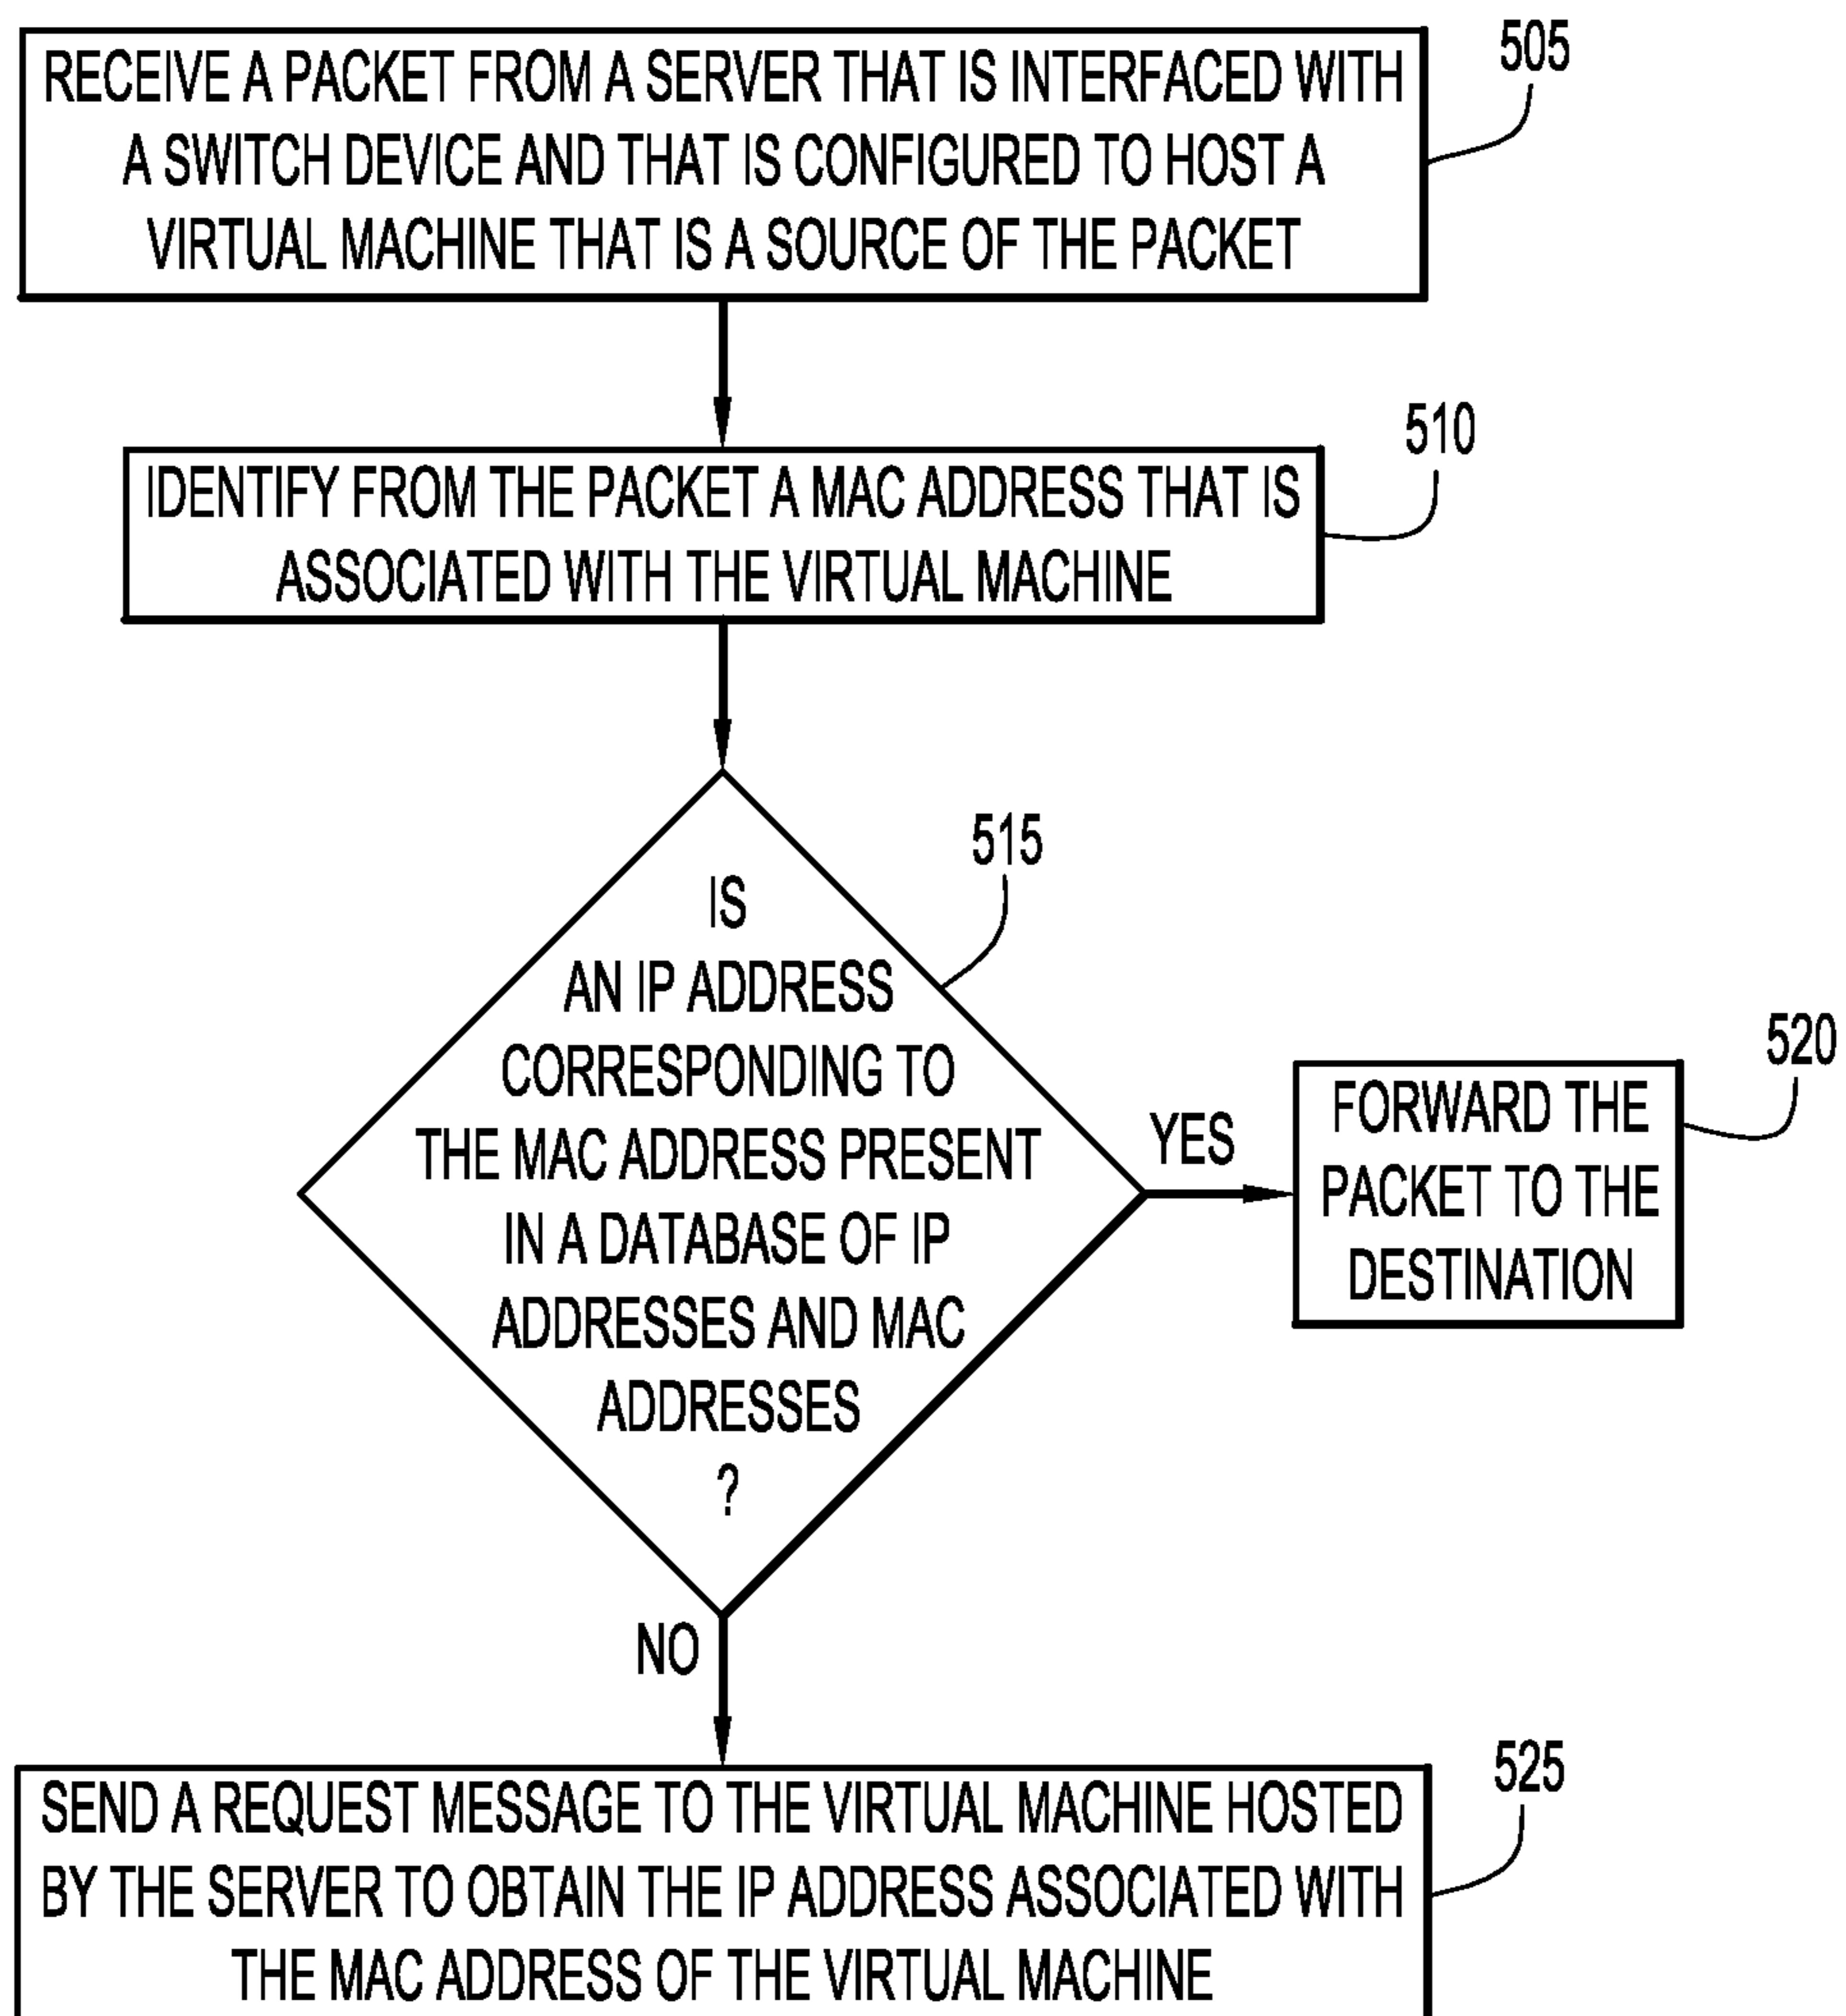 RECEIVE A PACKET FROM A SERVER THAT IS INTERFACED WITH
A SWITCH DEVICE AND THAT IS CONFIGURED TO HOST A
VIRTUAL MACHINE THAT IS A SOURCE OF THE PACKET
505
IDENTIFY FROM THE PACKET A MAC ADDRESS THAT IS
ASSOCIATED WITH THE VIRTUAL MACHINE
510
IS
AN IP ADDRESS
CORRESPONDING TO
THE MAC ADDRESS PRESENT
IN A DATABASE OF IP
ADDRESSES AND MAC
ADDRESSES
?
515
YES
FORWARD THE
PACKET TO THE
DESTINATION
520
NO
SEND A REQUEST MESSAGE TO THE VIRTUAL MACHINE HOSTED
BY THE SERVER TO OBTAIN THE IP ADDRESS ASSOCIATED WITH
THE MAC ADDRESS OF THE VIRTUAL MACHINE
525